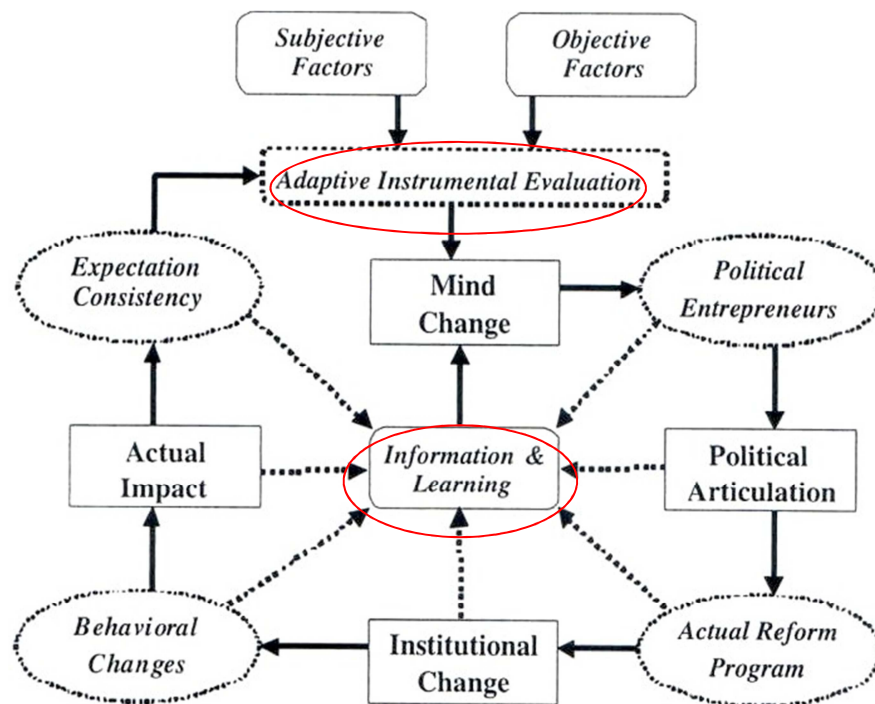 Subjective
Factors
Objective
Factors
Adaptive Instrumental Evaluation
Expectation
Consistency
Mind
Change
Political
Entrepreneurs
Actual
Impact
Information &
Learning
Political
Articulation
Behavioral
Changes
Institutional
Change
Actual Reform
Program